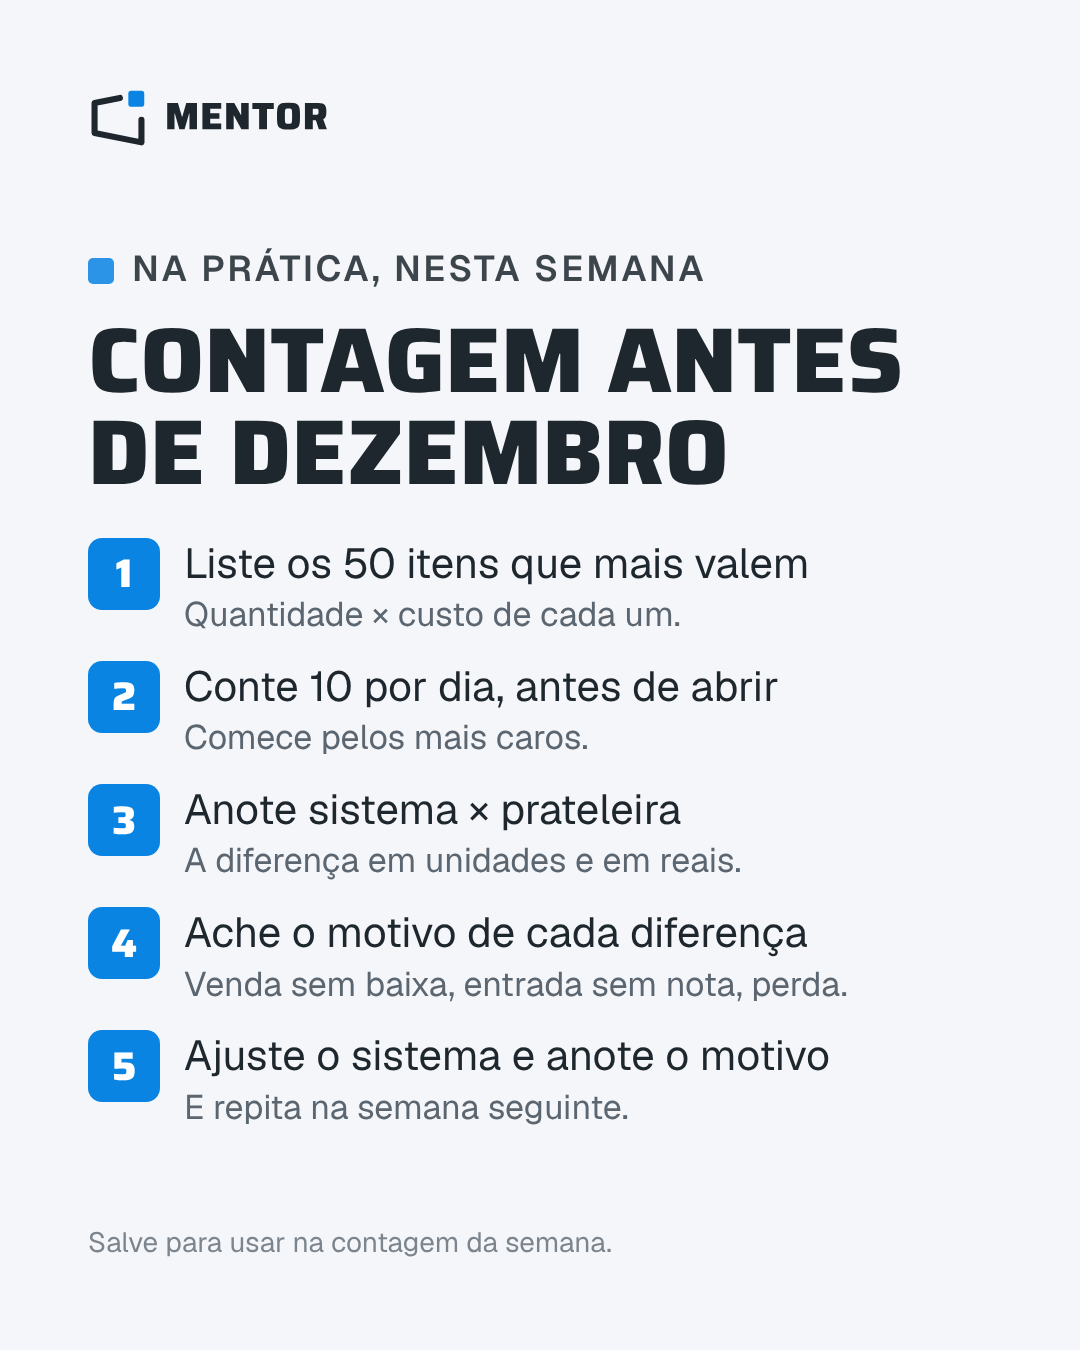 MENTOR
NA PRÁTICA, NESTA SEMANA
CONTAGEM ANTES
DE DEZEMBRO
1 Liste os 50 itens que mais valem
Quantidade × custo de cada um.
2 Conte 10 por dia, antes de abrir
Comece pelos mais caros.
3 Anote sistema × prateleira
A diferença em unidades e em reais.
4 Ache o motivo de cada diferença
Venda sem baixa, entrada sem nota, perda.
5 Ajuste o sistema e anote o motivo
E repita na semana seguinte.
Salve para usar na contagem da semana.